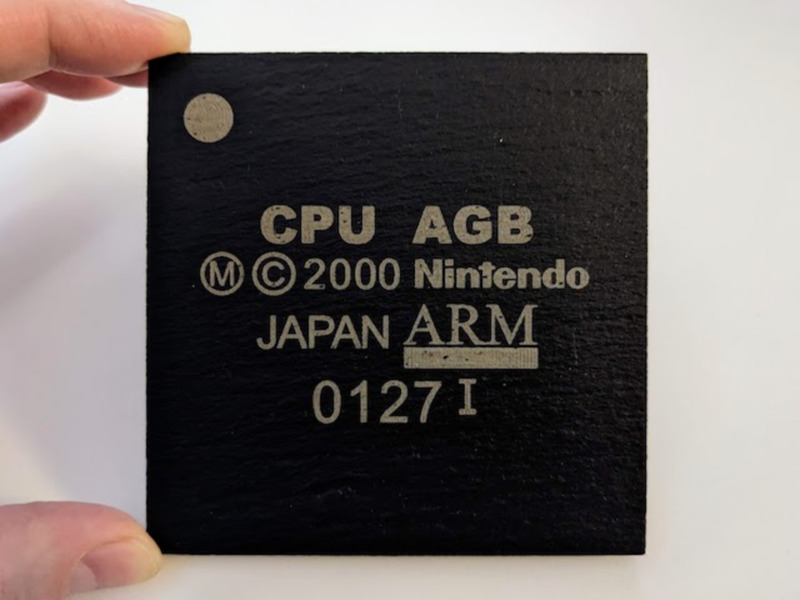 CPU AGB
Ⓜ © 2000 Nintendo
JAPAN ARM
0127 I